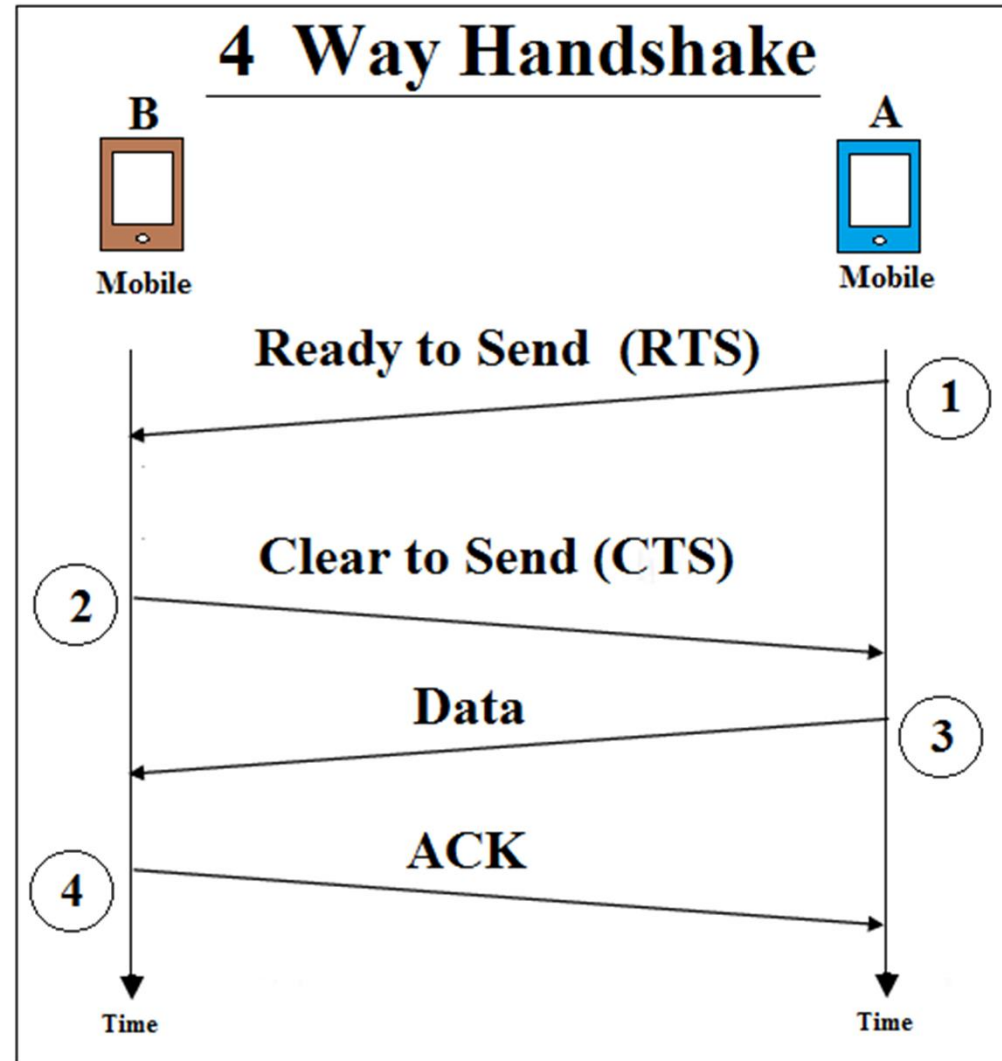 4 Way Handshake
B
A
Mobile
Mobile
Ready to Send (RTS)
1
Clear to Send (CTS)
2
Data
3
ACK
4
Time
Time